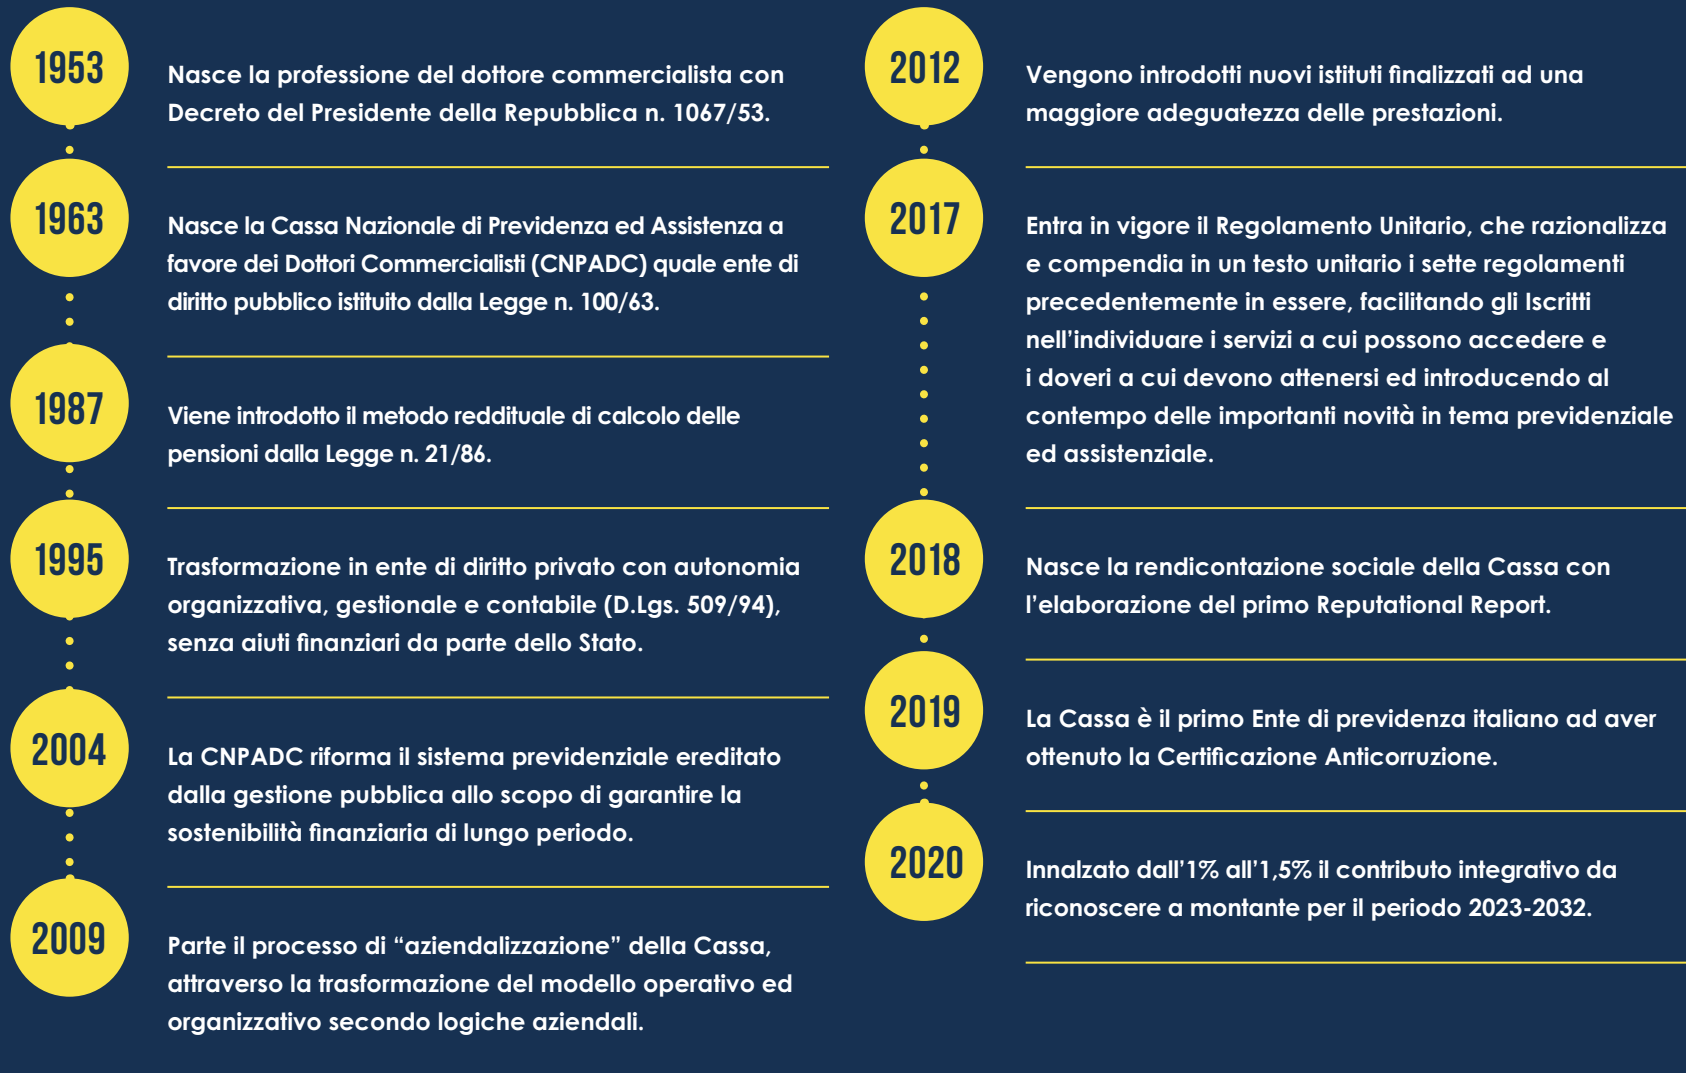 1953
Nasce la professione del dottore commercialista con
Decreto del Presidente della Repubblica n. 1067/53.
1963
Nasce la Cassa Nazionale di Previdenza ed Assistenza a
favore dei Dottori Commercialisti (CNPADC) quale ente di
diritto pubblico istituito dalla Legge n. 100/63.
1987
Viene introdotto il metodo reddituale di calcolo delle
pensioni dalla Legge n. 21/86.
1995
Trasformazione in ente di diritto privato con autonomia
organizzativa, gestionale e contabile (D.Lgs. 509/94),
senza aiuti finanziari da parte dello Stato.
2004
La CNPADC riforma il sistema previdenziale ereditato
dalla gestione pubblica allo scopo di garantire la
sostenibilità finanziaria di lungo periodo.
2009
Parte il processo di “aziendalizzazione” della Cassa,
attraverso la trasformazione del modello operativo ed
organizzativo secondo logiche aziendali.
2012
Vengono introdotti nuovi istituti finalizzati ad una
maggiore adeguatezza delle prestazioni.
2017
Entra in vigore il Regolamento Unitario, che razionalizza
e compendia in un testo unitario i sette regolamenti
precedentemente in essere, facilitando gli Iscritti
nell’individuare i servizi a cui possono accedere e
i doveri a cui devono attenersi ed introducendo al
contempo delle importanti novità in tema previdenziale
ed assistenziale.
2018
Nasce la rendicontazione sociale della Cassa con
l’elaborazione del primo Reputational Report.
2019
La Cassa è il primo Ente di previdenza italiano ad aver
ottenuto la Certificazione Anticorruzione.
2020
Innalzato dall’1% all’1,5% il contributo integrativo da
riconoscere a montante per il periodo 2023-2032.